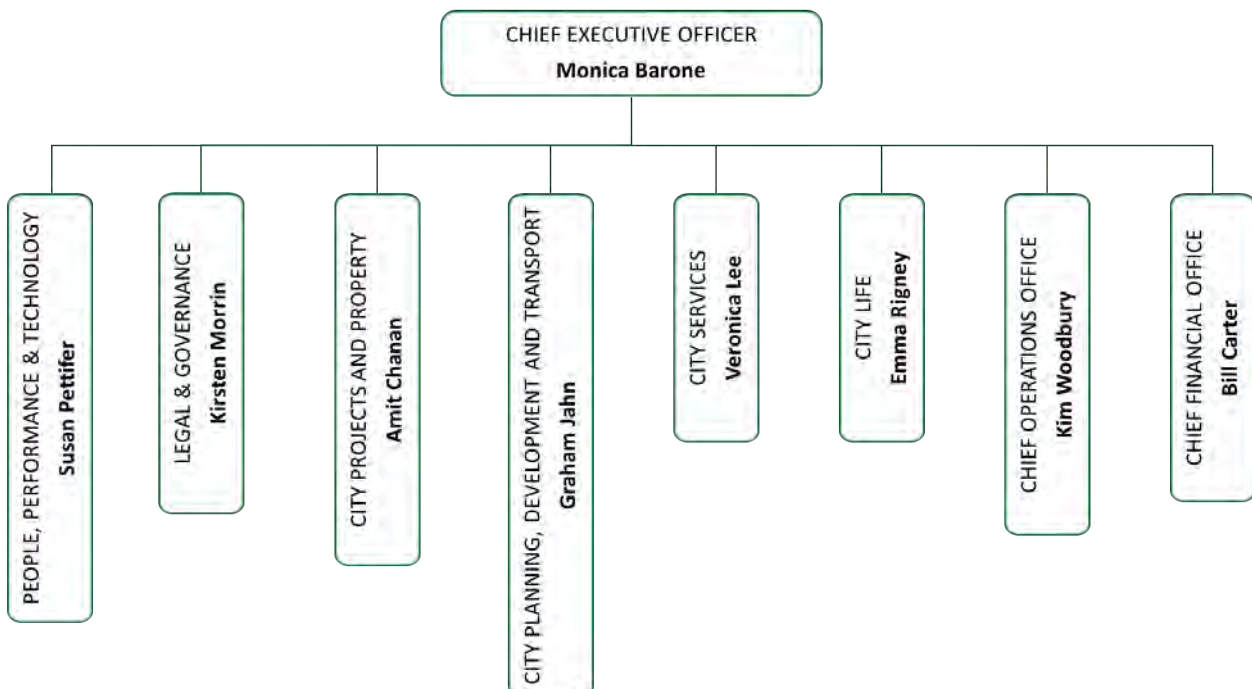 CHIEF EXECUTIVE OFFICER
Monica Barone
PEOPLE, PERFORMANCE & TECHNOLOGY
Susan Pettifer
LEGAL & GOVERNANCE
Kirsten Morrin
CITY PROJECTS AND PROPERTY
Amit Chanan
CITY PLANNING, DEVELOPMENT AND TRANSPORT
Graham Jahn
CITY SERVICES
Veronica Lee
CITY LIFE
Emma Rigney
CHIEF OPERATIONS OFFICE
Kim Woodbury
CHIEF FINANCIAL OFFICE
Bill Carter